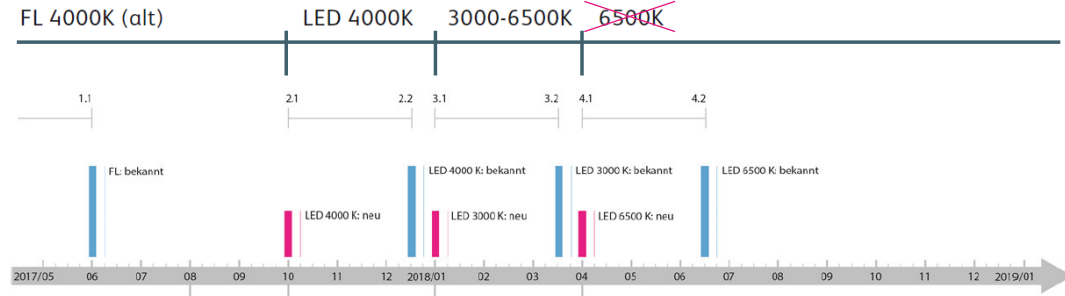 FL 4000K (alt) LED 4000K 3000-6500K 6500K
1.1 2.1 2.2 3.1 3.2 4.1 4.2
FL: bekannt LED 4000 K: bekannt LED 3000 K: bekannt LED 6500 K: bekannt
LED 4000 K: neu LED 3000 K: neu LED 6500 K: neu
2017/05 06 07 08 09 10 11 12 2018/01 02 03 04 05 06 07 08 09 10 11 12 2019/01